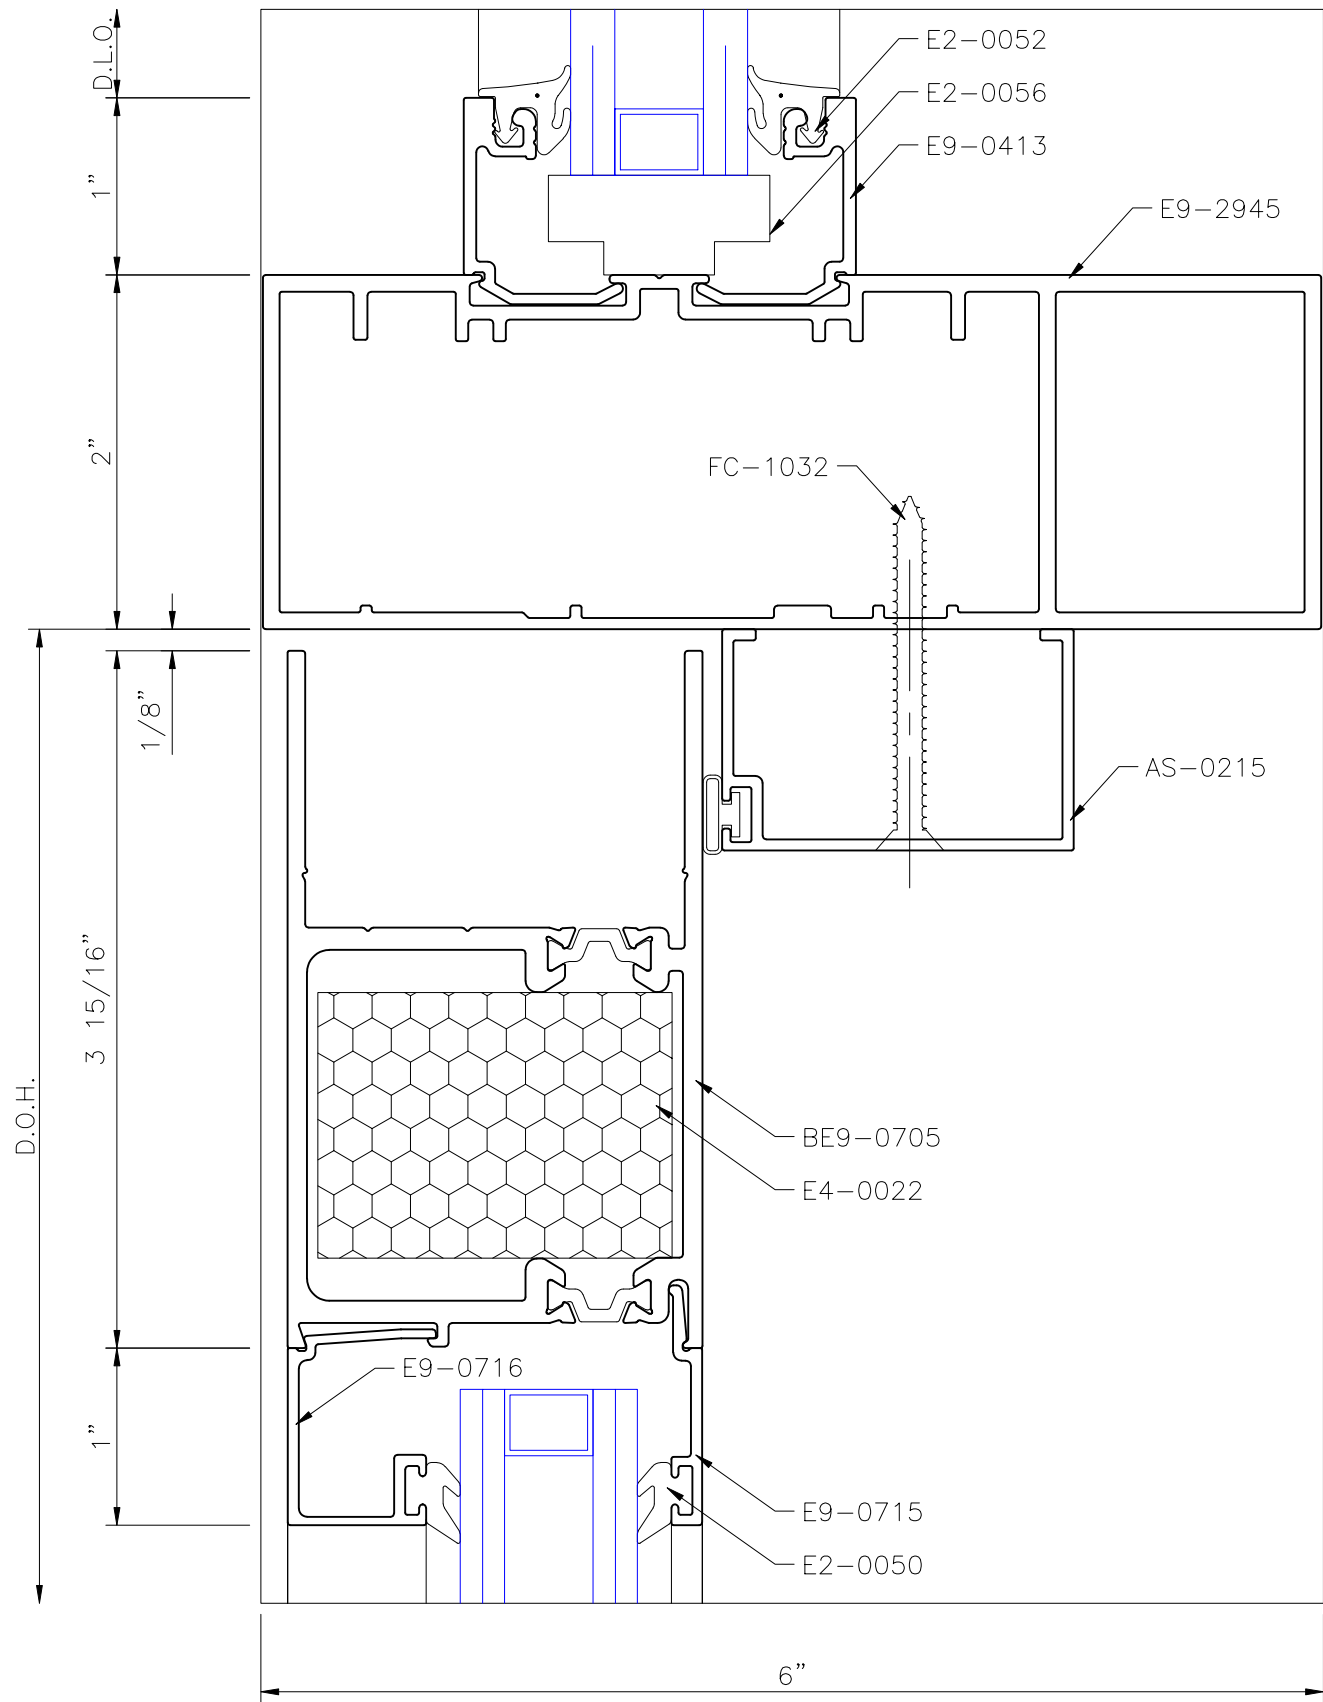 D.L.O.
E2-0052
E2-0056
E9-0413
1”
E9-2945
2”
FC-1032
1/8”
AS-0215
3 15/16”
D.O.H.
BE9-0705
E4-0022
E9-0716
1”
E9-0715
E2-0050
6”